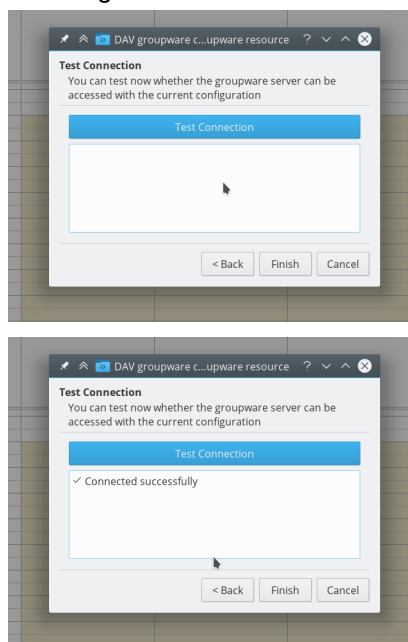 DAV groupware c...upware resource ?
Test Connection
You can test now whether the groupware server can be
accessed with the current configuration
Test Connection
< Back Finish Cancel
DAV groupware c...upware resource ?
Test Connection
You can test now whether the groupware server can be
accessed with the current configuration
Test Connection
✓ Connected successfully
< Back Finish Cancel